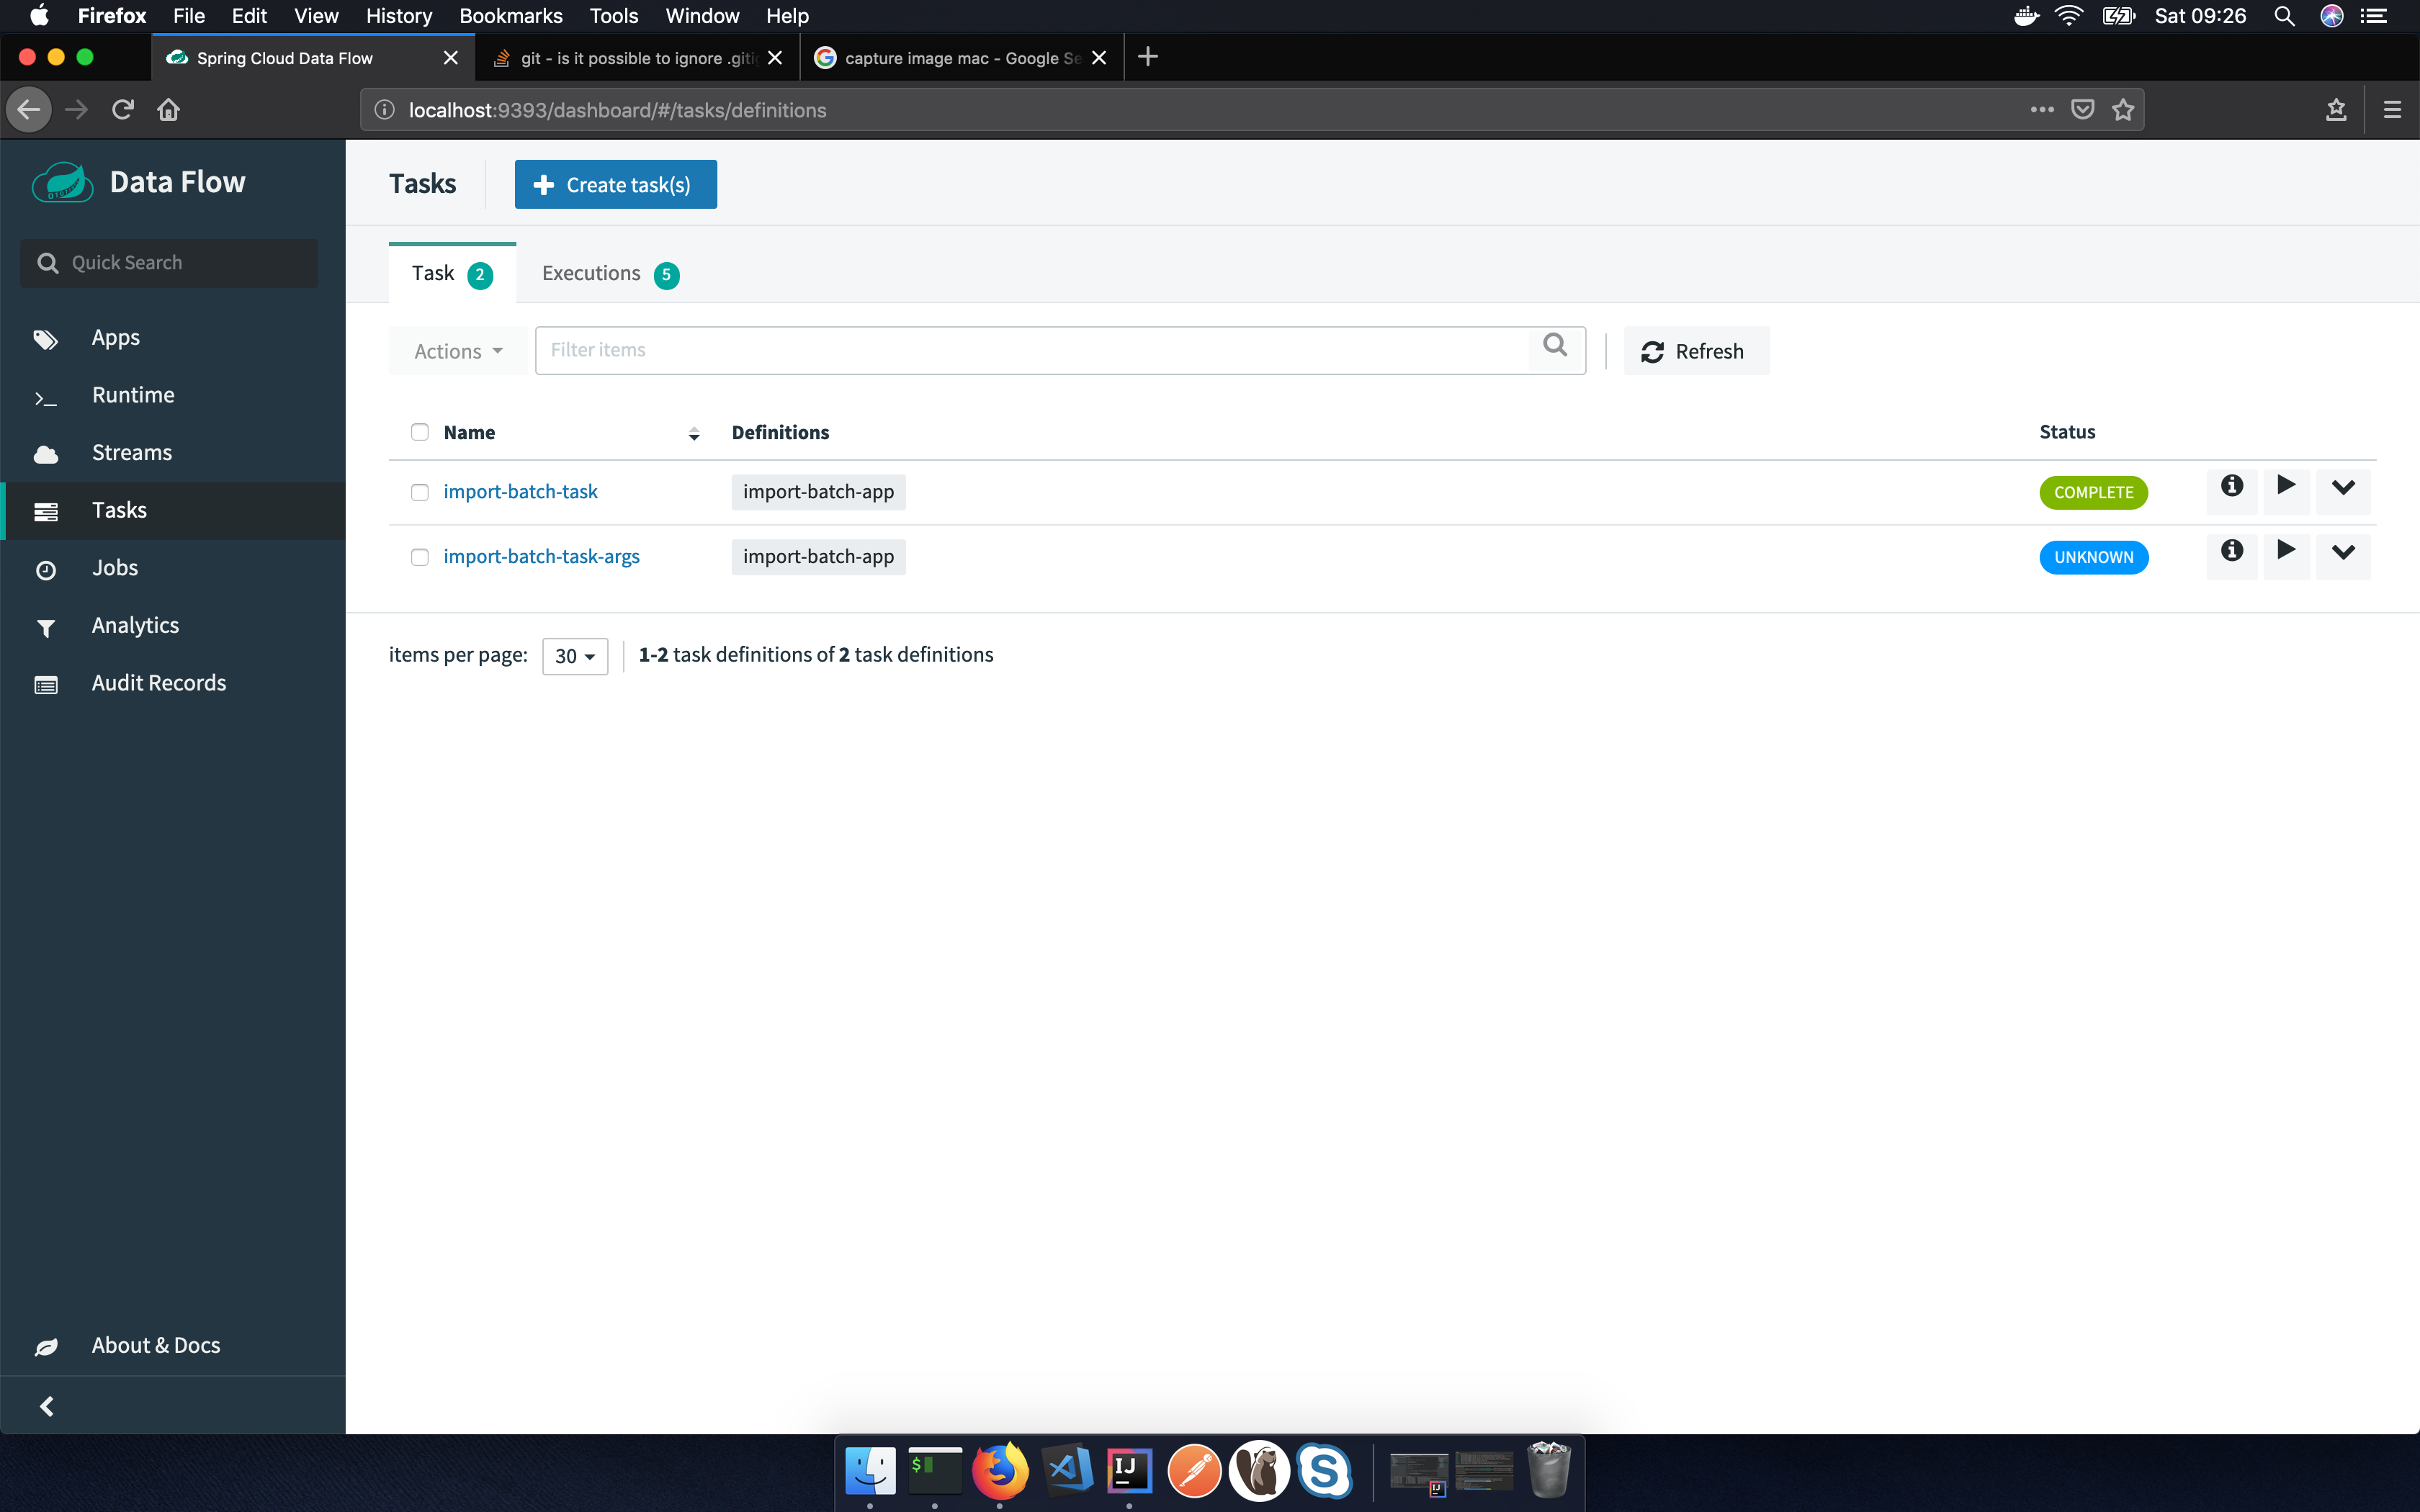 Firefox File Edit View History Bookmarks Tools Window Help Sat 09:26
Spring Cloud Data Flow git - is it possible to ignore .giti capture image mac - Google Se
localhost:9393/dashboard/#/tasks/definitions
Data Flow
Quick Search
Apps
Runtime
Streams
Tasks
Jobs
Analytics
Audit Records
About & Docs
Tasks Create task(s)
Task 2 Executions 5
Actions Filter items Refresh
Name Definitions Status
import-batch-task import-batch-app COMPLETE
import-batch-task-args import-batch-app UNKNOWN
items per page: 30 1-2 task definitions of 2 task definitions
$
IJ
S
IJ